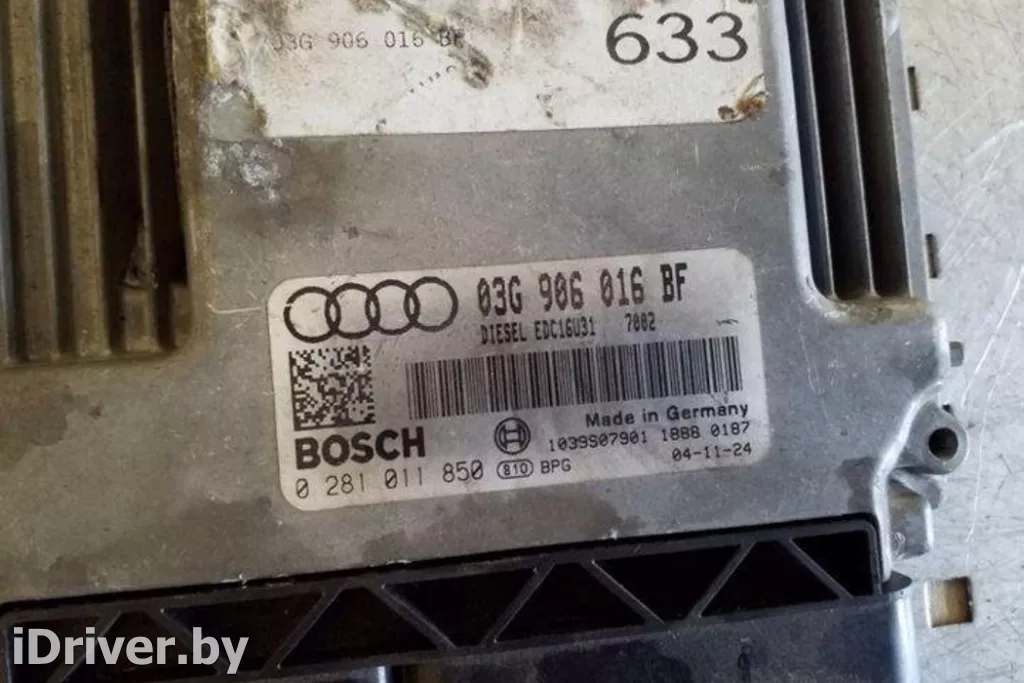 03G 906 016 BF
633
03G 906 016 BF
DIESEL EDC16U31 7002
Made in Germany
BOSCH
1039S07901 1888 0187
0 281 011 850 810 BPG
04-11-24
iDriver.by